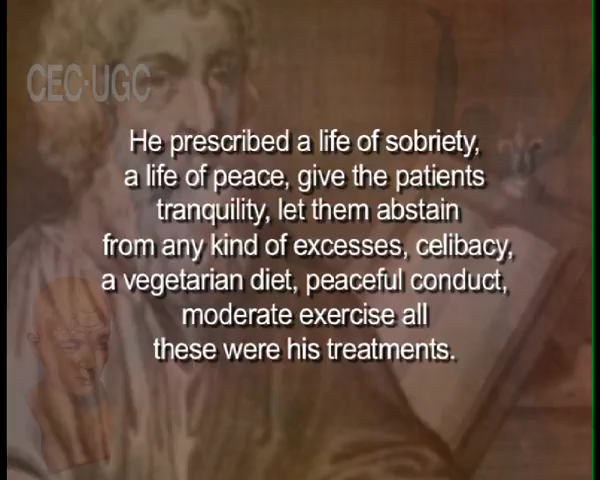 CEC-UGC
He prescribed a life of sobriety,
a life of peace, give the patients
tranquility, let them abstain
from any kind of excesses, celibacy,
a vegetarian diet, peaceful conduct,
moderate exercise all
these were his treatments.